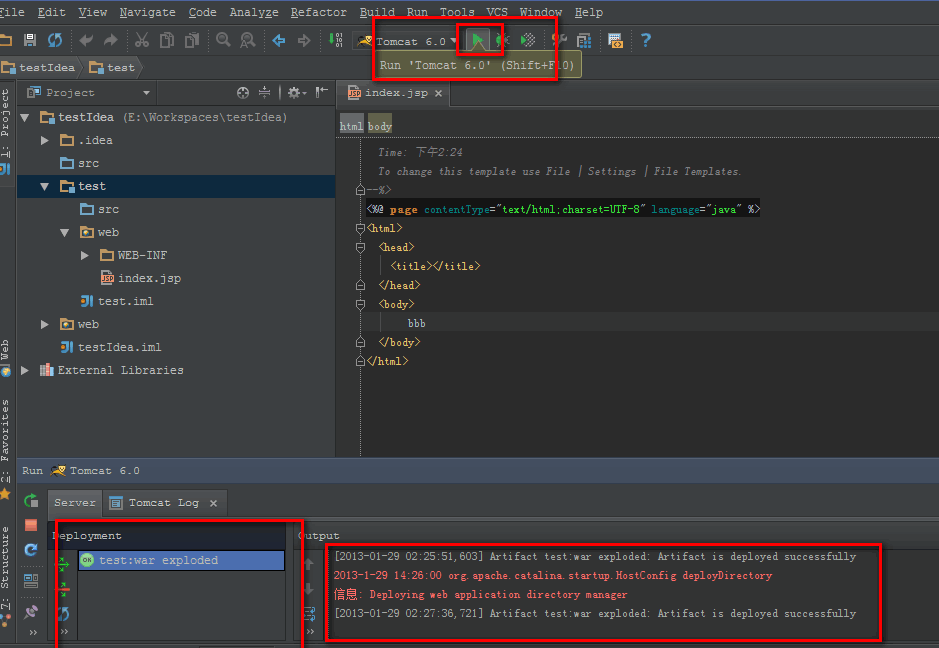 File Edit View Navigate Code Analyze Refactor Build Run Tools VCS Window Help
Tomcat 6.0
testIdea test
Run 'Tomcat 6.0' (Shift+F10)
Project
index.jsp
html body
1: Project
testIdea (E:\Workspaces\testIdea)
.idea
src
test
src
web
WEB-INF
index.jsp
test.iml
web
testIdea.iml
External Libraries
Time: 下午2:24
To change this template use File | Settings | File Templates.
--%>
<%@ page contentType="text/html;charset=UTF-8" language="java" %>
<html>
<head>
<title></title>
</head>
<body>
bbb
</body>
</html>
Web
2: Favorites
7: Structure
Run Tomcat 6.0
Server Tomcat Log
Deployment
OK test:war exploded
Output
[2013-01-29 02:25:51,603] Artifact test:war exploded: Artifact is deployed successfully
2013-1-29 14:26:00 org.apache.catalina.startup.HostConfig deployDirectory
信息: Deploying web application directory manager
[2013-01-29 02:27:36,721] Artifact test:war exploded: Artifact is deployed successfully